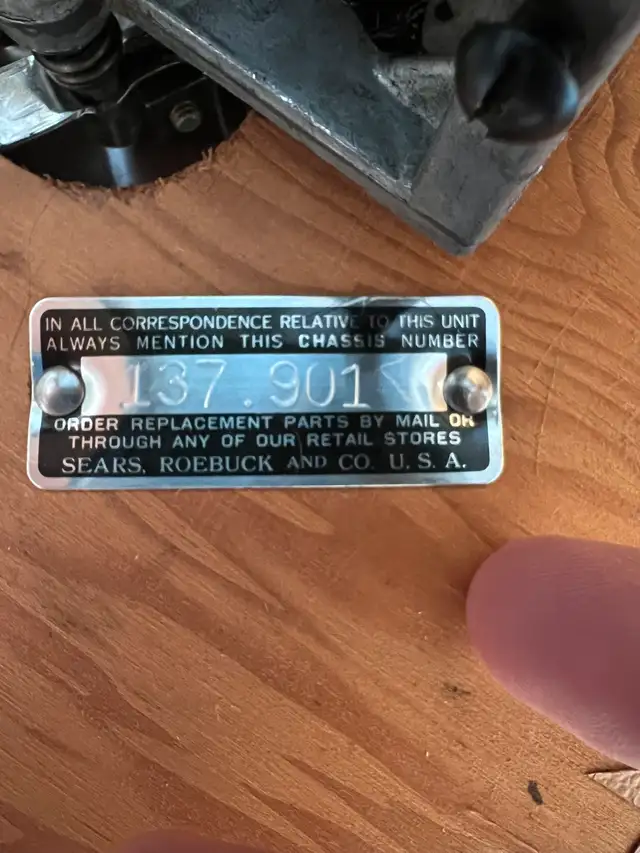 IN ALL CORRESPONDENCE RELATIVE TO THIS UNIT
ALWAYS MENTION THIS CHASSIS NUMBER
137.901
ORDER REPLACEMENT PARTS BY MAIL OR
THROUGH ANY OF OUR RETAIL STORES
SEARS, ROEBUCK AND CO. U. S. A.